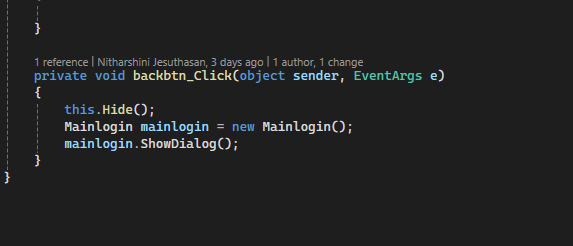 }
1 reference | Nitharshini Jesuthasan, 3 days ago | 1 author, 1 change
private void backbtn_Click(object sender, EventArgs e)
{
this.Hide();
Mainlogin mainlogin = new Mainlogin();
mainlogin.ShowDialog();
}
}